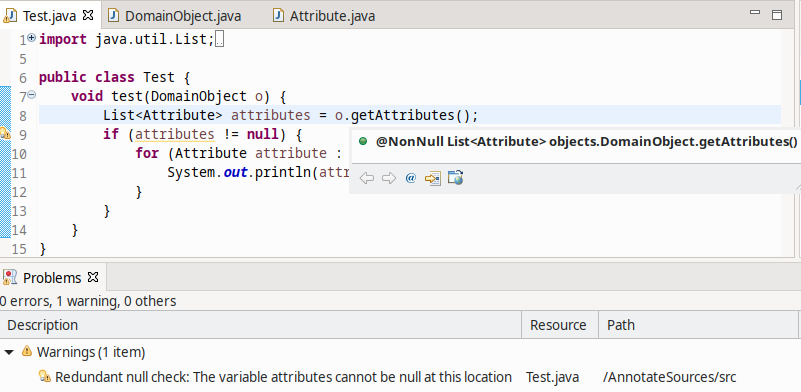 Test.java DomainObject.java Attribute.java
1 import java.util.List;
5
6 public class Test {
7 void test(DomainObject o) {
8 List<Attribute> attributes = o.getAttributes();
9 if (attributes != null) {
10 for (Attribute attribute :
@NonNull List<Attribute> objects.DomainObject.getAttributes()
11 System.out.println(attr
12 }
13 }
14 }
15 }
Problems
0 errors, 1 warning, 0 others
Description Resource Path
Warnings (1 item)
Redundant null check: The variable attributes cannot be null at this location Test.java /AnnotateSources/src